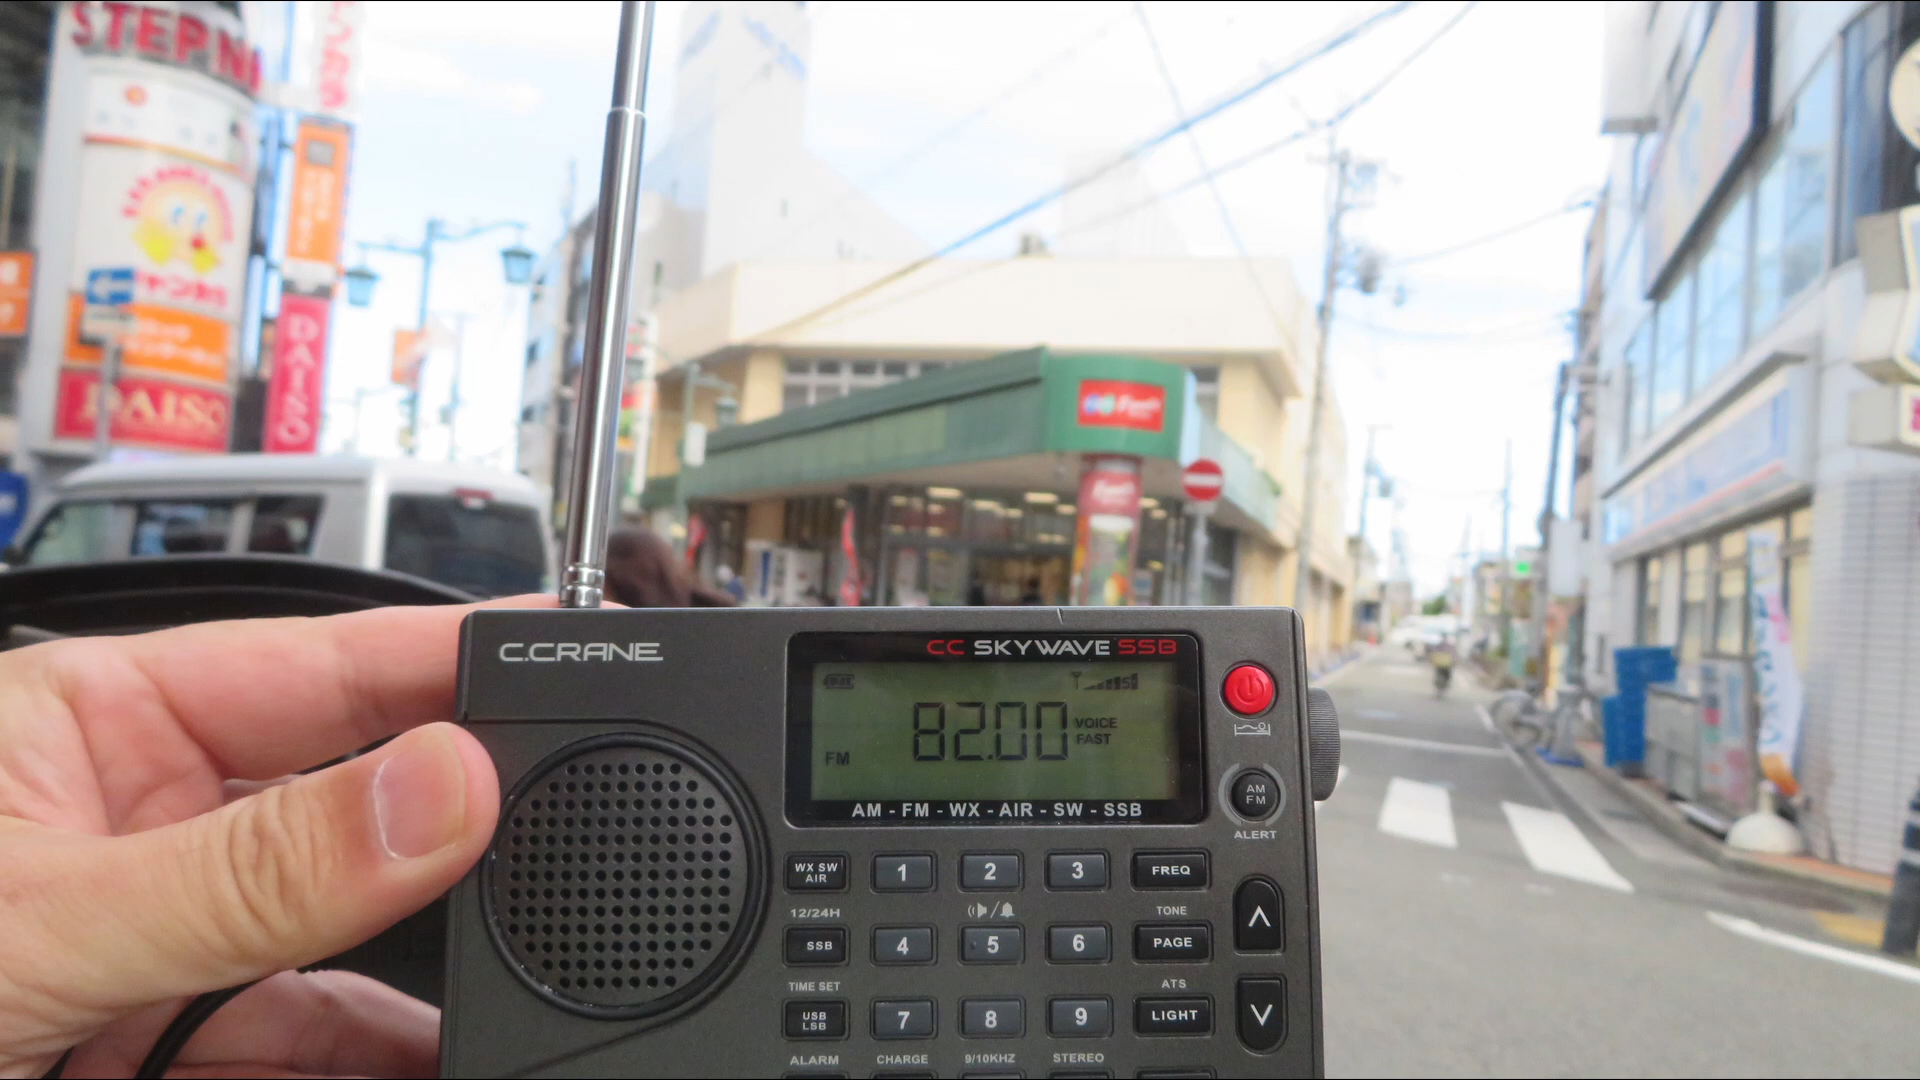 STEP N
DAISO
DAISO
C.CRANE
CC SKYWAVE SSB
82.00
VOICE
FAST
FM
AM - FM - WX - AIR - SW - SSB
AM
FM
ALERT
WX SW
AIR
1
2
3
FREQ
12/24H
TONE
SSB
4
5
6
PAGE
TIME SET
ATS
USB
LSB
7
8
9
LIGHT
ALARM
CHARGE
9/10KHZ
STEREO